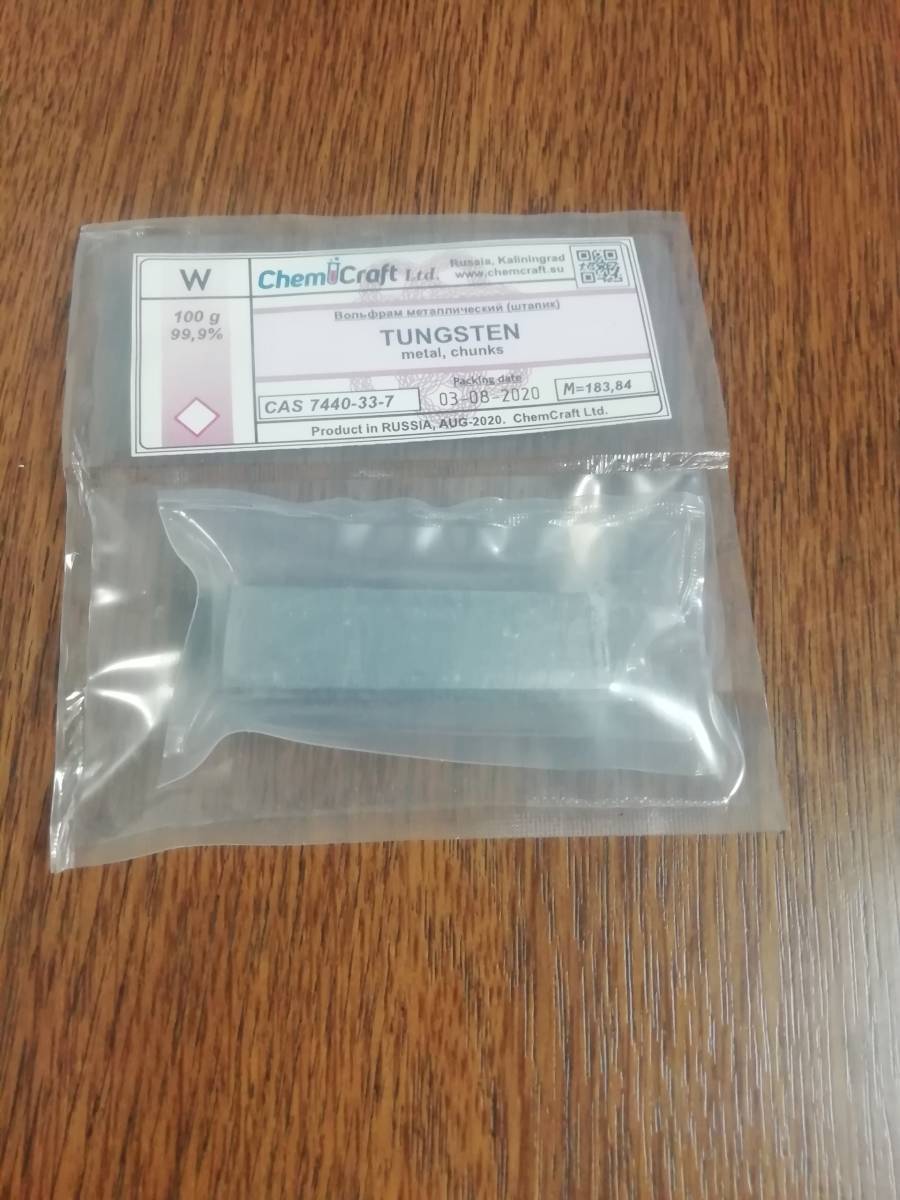 W
100 g
99,9%
ChemCraft Ltd.
Russia, Kaliningrad
www.chemcraft.su
Вольфрам металлический (штапик)
TUNGSTEN
metal, chunks
CAS 7440-33-7
Packing date
03-08-2020
M=183,84
Product in RUSSIA, AUG-2020. ChemCraft Ltd.